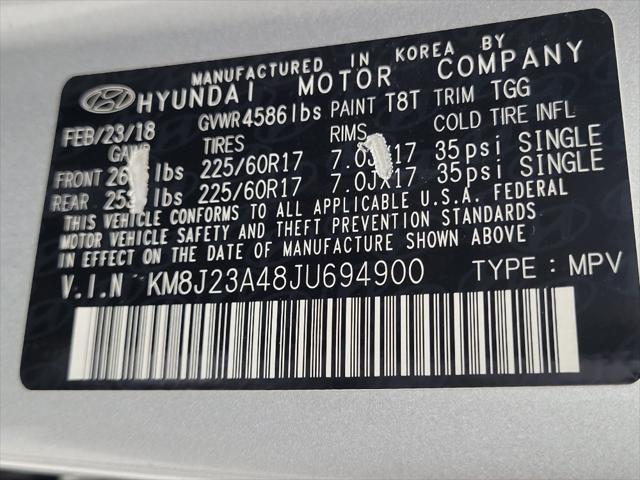 MANUFACTURED IN KOREA BY
HYUNDAI MOTOR COMPANY
FEB/23/18 GVWR4586lbs PAINT T8T TRIM TGG
GAWR TIRES RIMS COLD TIRE INFL
FRONT lbs 225/60R17 35psi SINGLE
REAR lbs 225/60R17 7.0JX17 35psi SINGLE
THIS VEHICLE CONFORMS TO ALL APPLICABLE U.S.A. FEDERAL
MOTOR VEHICLE SAFETY AND THEFT PREVENTION STANDARDS
IN EFFECT ON THE DATE OF MANUFACTURE SHOWN ABOVE
V.I.N KM8J23A48JU694900 TYPE : MPV